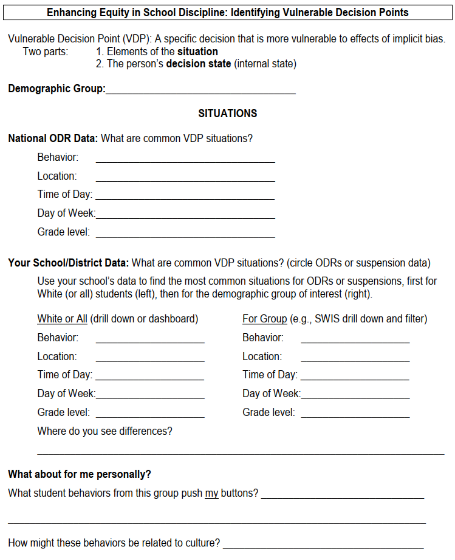 Enhancing Equity in School Discipline: Identifying Vulnerable Decision Points
Vulnerable Decision Point (VDP): A specific decision that is more vulnerable to effects of implicit bias.
Two parts: 1. Elements of the situation
2. The person's decision state (internal state)
Demographic Group:
SITUATIONS
National ODR Data: What are common VDP situations?
Behavior:
Location:
Time of Day:
Day of Week:
Grade level:
Your School/District Data: What are common VDP situations? (circle ODRs or suspension data)
Use your school's data to find the most common situations for ODRs or suspensions, first for
White (or all) students (left), then for the demographic group of interest (right).
White or All (drill down or dashboard) For Group (e.g., SWIS drill down and filter)
Behavior: Behavior:
Location: Location:
Time of Day: Time of Day:
Day of Week: Day of Week:
Grade level: Grade level:
Where do you see differences?
What about for me personally?
What student behaviors from this group push my buttons?
How might these behaviors be related to culture?